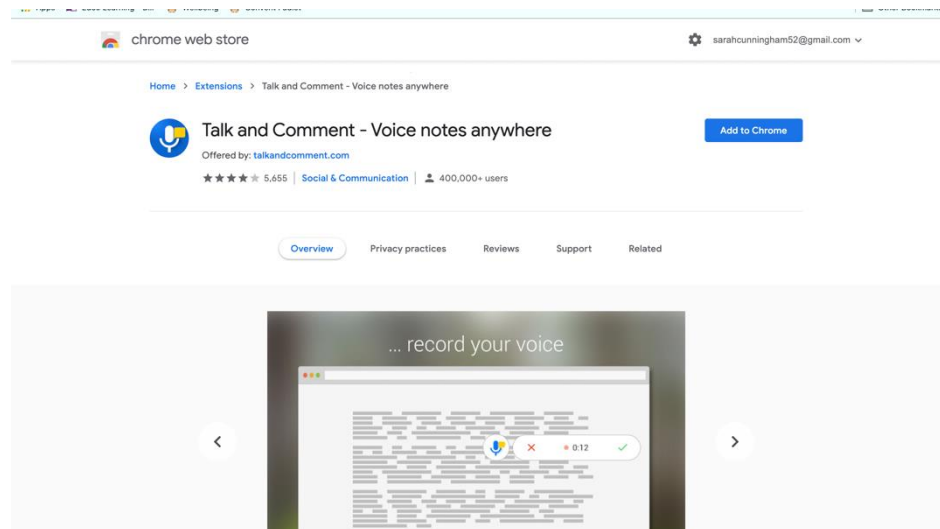 chrome web store
sarahcunningham52@gmail.com
Home > Extensions > Talk and Comment - Voice notes anywhere
Talk and Comment - Voice notes anywhere
Add to Chrome
Offered by: talkandcomment.com
5,655 | Social & Communication | 400,000+ users
Overview Privacy practices Reviews Support Related
... record your voice
0:12